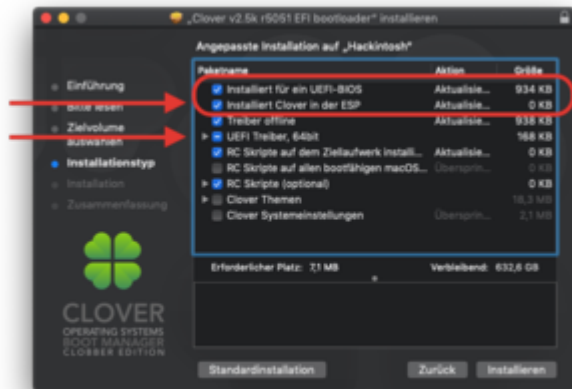 „Clover v2.5k r5051 EFI bootloader“ installieren
Angepasste Installation auf „Hackintosh“
Einführung
Bitte lesen
Zielvolume
auswählen
Installationstyp
Installation
Zusammenfassung
Paketname Aktion Größe
Installiert für ein UEFI-BIOS Aktualisie... 934 KB
Installiert Clover in der ESP Aktualisie... 0 KB
Treiber offline Aktualisie... 938 KB
UEFI Treiber, 64bit 168 KB
RC Skripte auf dem Ziellaufwerk installi... Aktualisie... 0 KB
RC Skripte auf allen bootfähigen macOS... Übersprin... 0 KB
RC Skripte (optional) 0 KB
Clover Themen 18,3 MB
Clover Systemeinstellungen Übersprin... 2,1 MB
Erforderlicher Platz: 7,1 MB Verbleibend: 632,6 GB
CLOVER
OPERATING SYSTEMS
BOOT MANAGER
CLOBBER EDITION
Standardinstallation Zurück Installieren